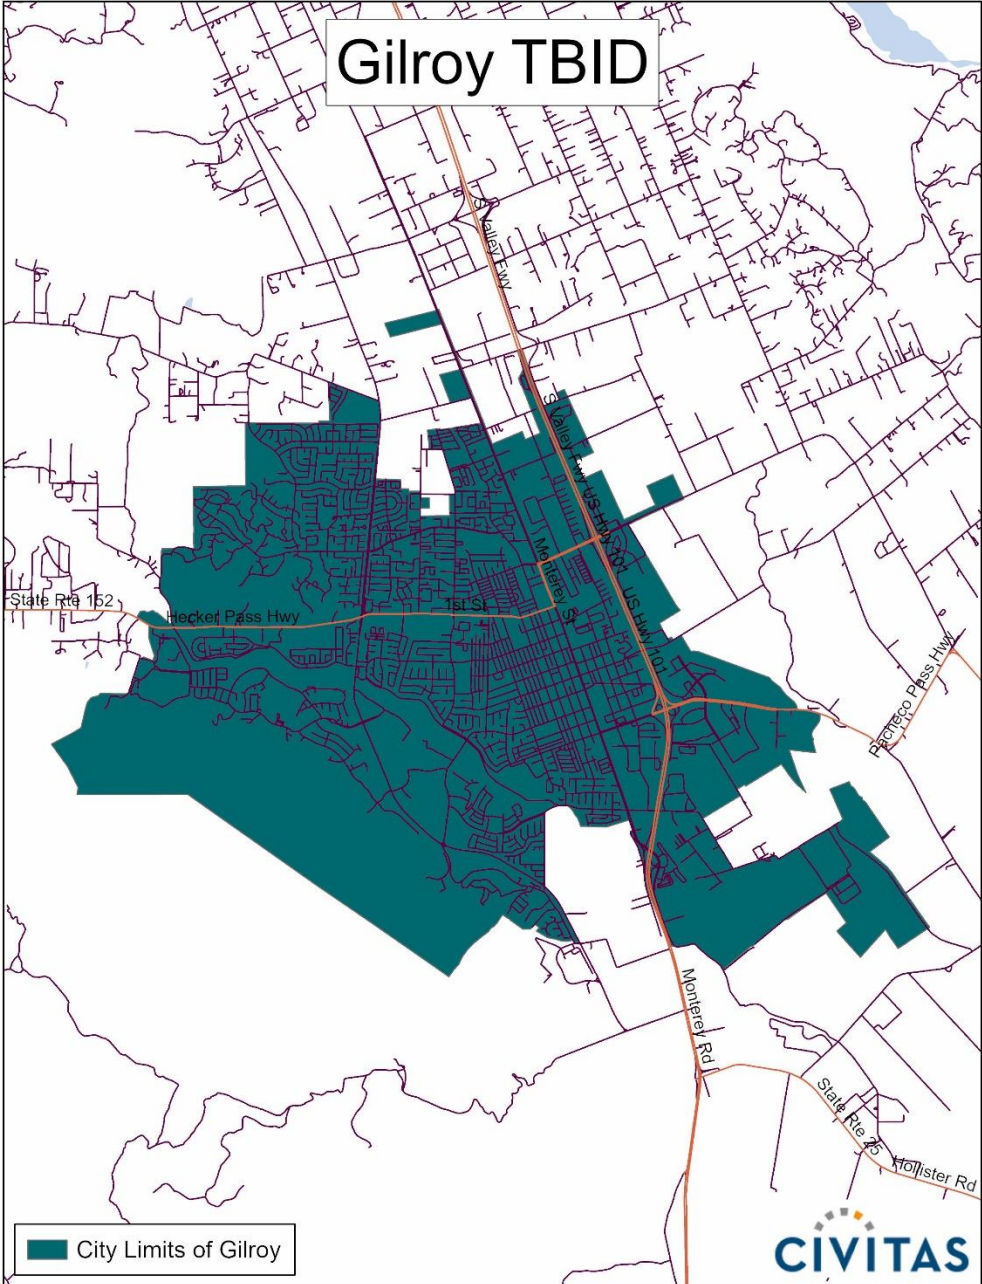 Gilroy TBID
S Valley Fwy
S Valley Fwy
US Hwy 101
US Hwy 101
Monterey St
State Rte 152
Hecker Pass Hwy
1st St
Pacheco Pass Hwy
Monterey Rd
State Rte 25
Hollister Rd
City Limits of Gilroy
CIVITAS